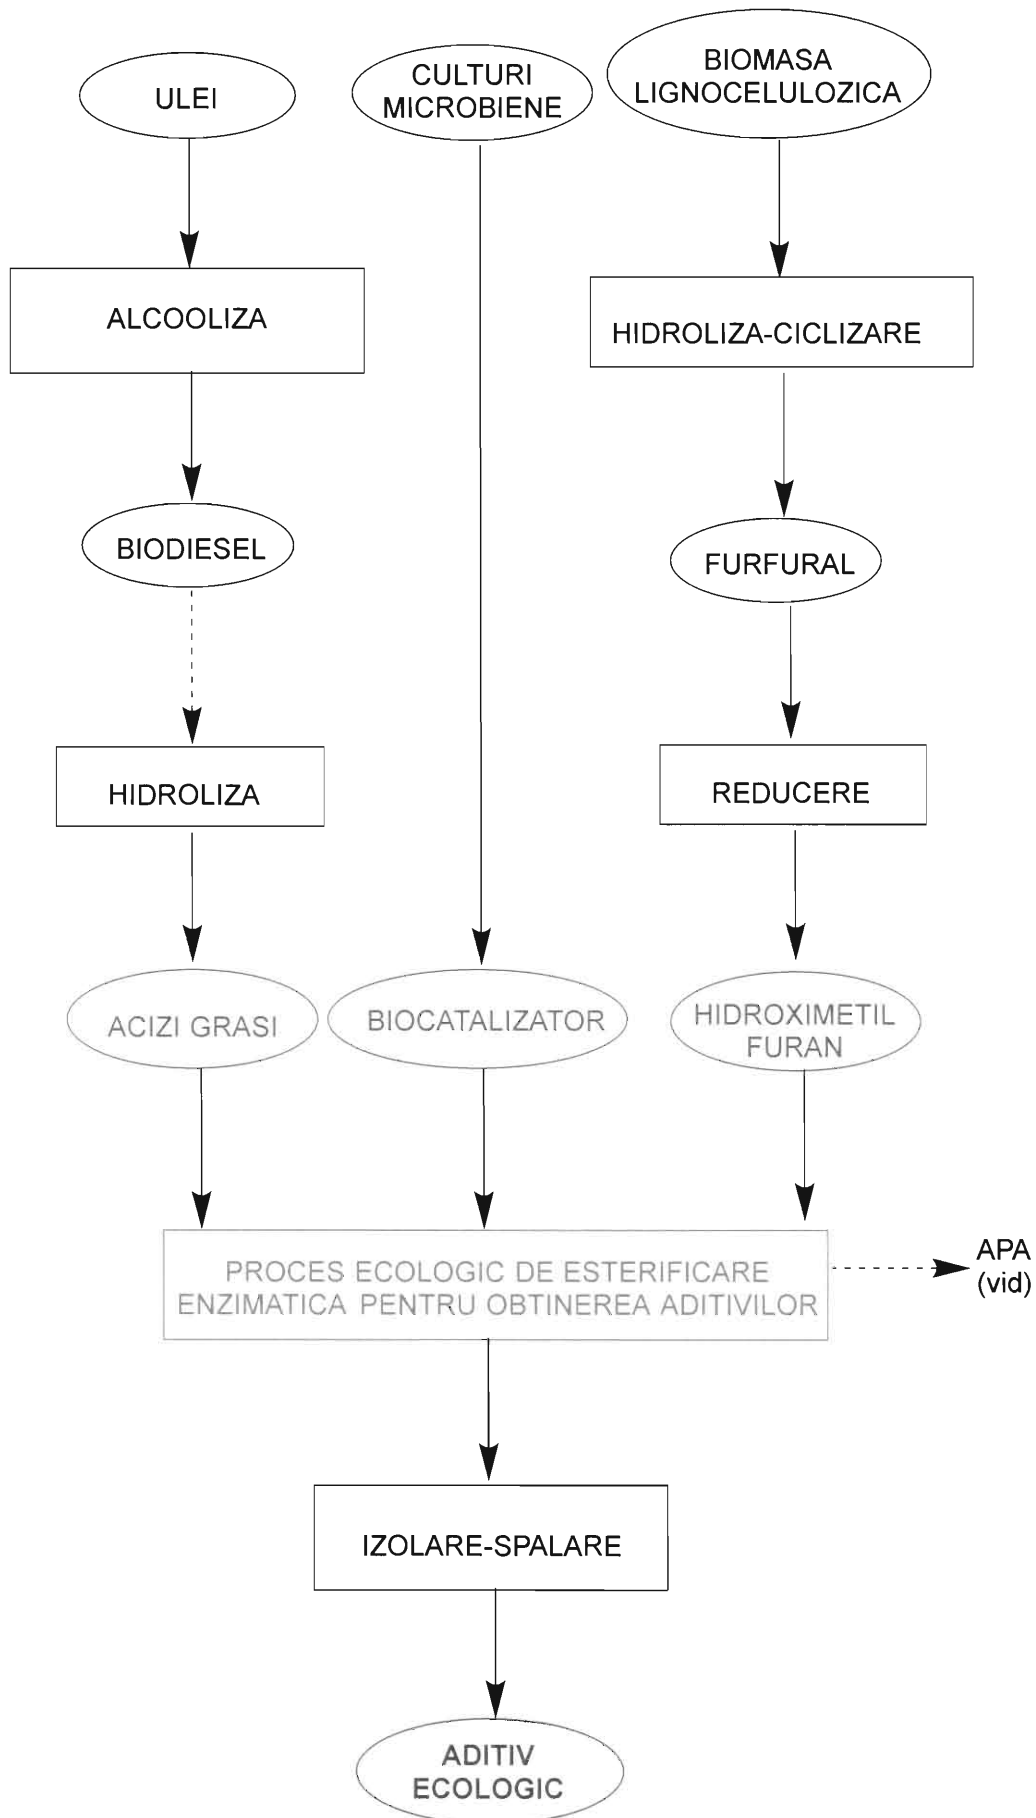 ULEI
CULTURI
MICROBIENE
BIOMASA
LIGNOCELULOZICA
ALCOOLIZA
HIDROLIZA-CICLIZARE
BIODIESEL
FURFURAL
HIDROLIZA
REDUCERE
ACIZI GRASI
BIOCATALIZATOR
HIDROXIMETIL
FURAN
PROCES ECOLOGIC DE ESTERIFICARE
ENZIMATICA PENTRU OBTINEREA ADITIVILOR
APA
(vid)
IZOLARE-SPALARE
ADITIV
ECOLOGIC